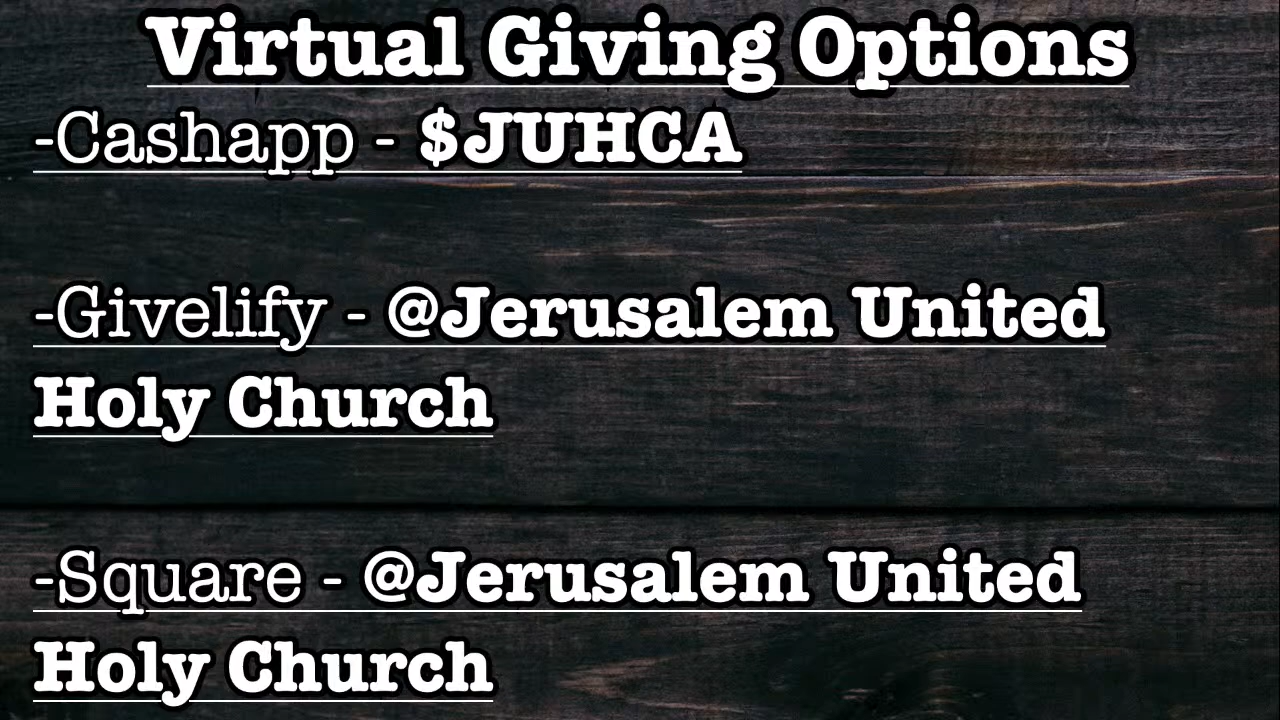 Virtual Giving Options
-Cashapp - $JUHCA
-Givelify - @Jerusalem United
Holy Church
-Square - @Jerusalem United
Holy Church